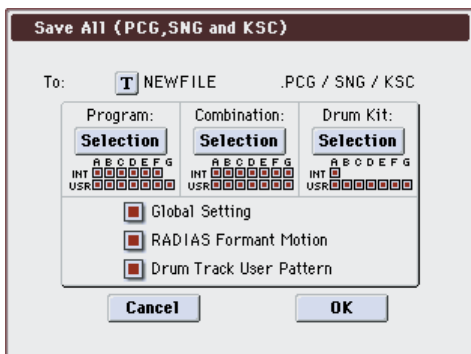 Save All (PCG,SNG and KSC)
To: T NEWFILE .PCG / SNG / KSC
Program: Combination: Drum Kit:
Selection Selection Selection
A B C D E F G A B C D E F G A B C D E F G
INT INT INT
USR USR USR
Global Setting
RADIAS Formant Motion
Drum Track User Pattern
Cancel OK